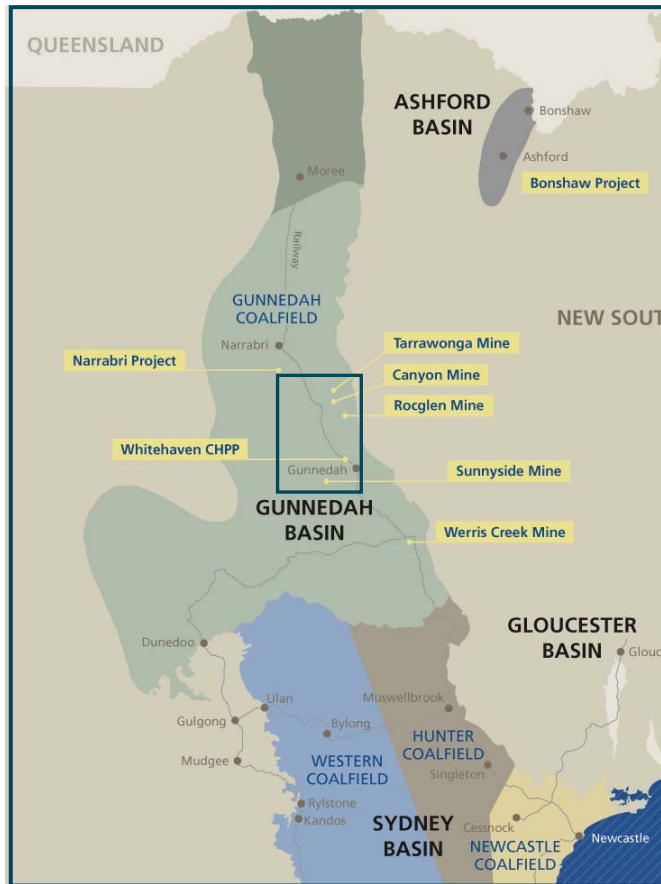 QUEENSLAND
ASHFORD
BASIN
Bonshaw
Ashford
Bonshaw Project
Moree
Railway
GUNNEDAH
COALFIELD
NEW SOUT
Narrabri
Tarrawonga Mine
Narrabri Project
Canyon Mine
Rocglen Mine
Whitehaven CHPP
Gunnedah
Sunnyside Mine
GUNNEDAH
BASIN
Werris Creek Mine
GLOUCESTER
BASIN
Dunedoo
Glouc
Ulan
Muswellbrook
Gulgong
Bylong
HUNTER
COALFIELD
WESTERN
COALFIELD
Mudgee
Singleton
Rylstone
Kandos
SYDNEY
BASIN
Cessnock
Newcastle
NEWCASTLE
COALFIELD